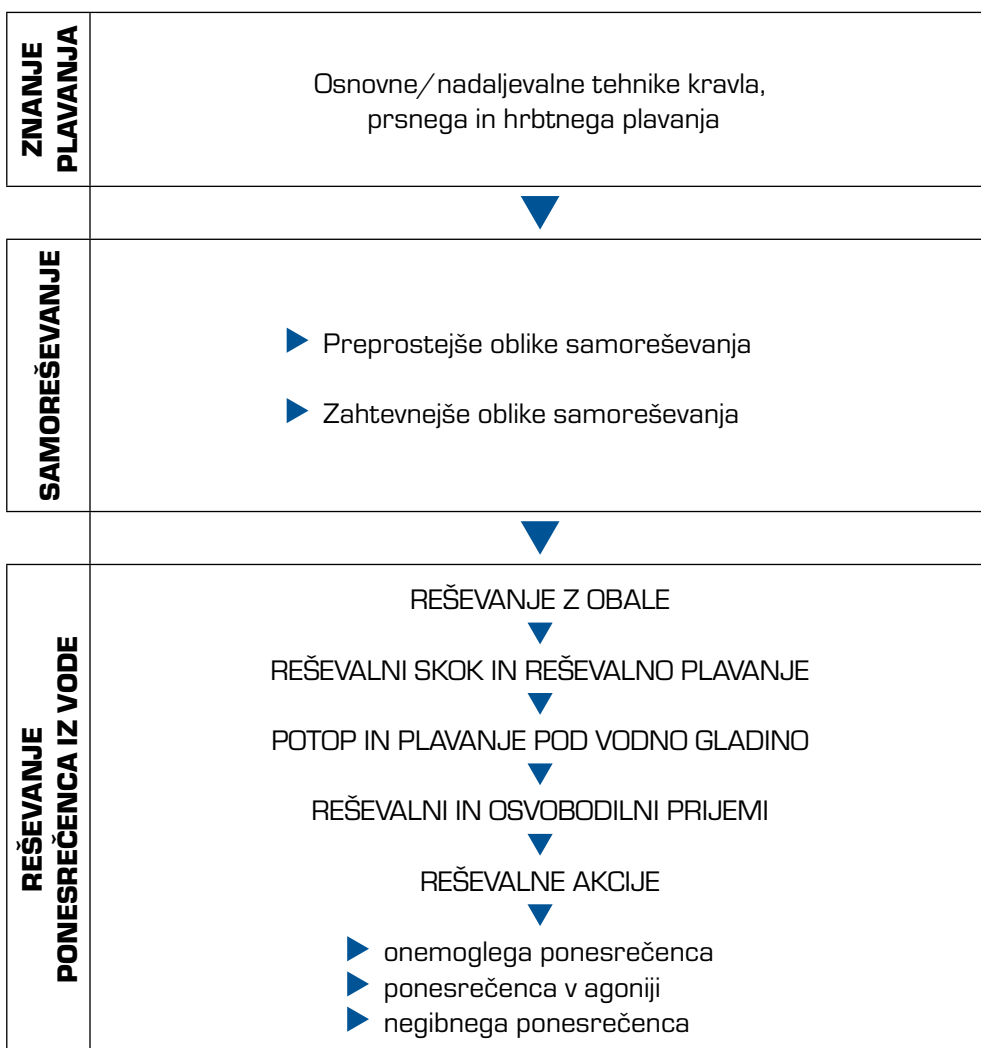 ZNANJE
PLAVANJA
Osnovne/nadaljevalne tehnike kravla,
prsnega in hrbtnega plavanja
SAMOREŠEVANJE
Preprostejše oblike samoreševanja
Zahtevnejše oblike samoreševanja
REŠEVANJE
PONESREČENCA IZ VODE
REŠEVANJE Z OBALE
REŠEVALNI SKOK IN REŠEVALNO PLAVANJE
POTOP IN PLAVANJE POD VODNO GLADINO
REŠEVALNI IN OSVOBODILNI PRIJEMI
REŠEVALNE AKCIJE
onemoglega ponesrečenca
ponesrečenca v agoniji
negibnega ponesrečenca